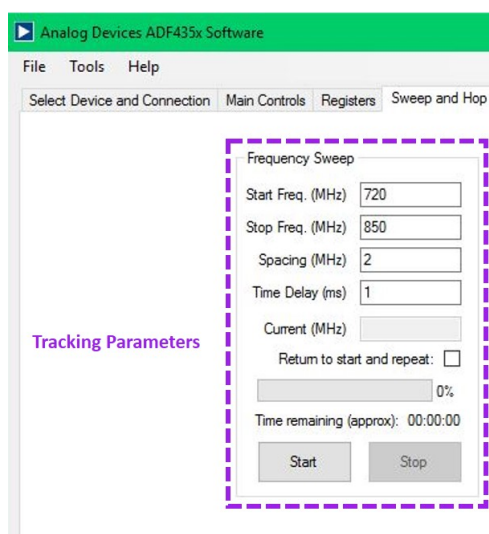 Analog Devices ADF435x Software
File Tools Help
Select Device and Connection Main Controls Registers Sweep and Hop
Frequency Sweep
Start Freq. (MHz) 720
Stop Freq. (MHz) 850
Spacing (MHz) 2
Time Delay (ms) 1
Current (MHz)
Tracking Parameters
Return to start and repeat:
0%
Time remaining (approx): 00:00:00
Start Stop